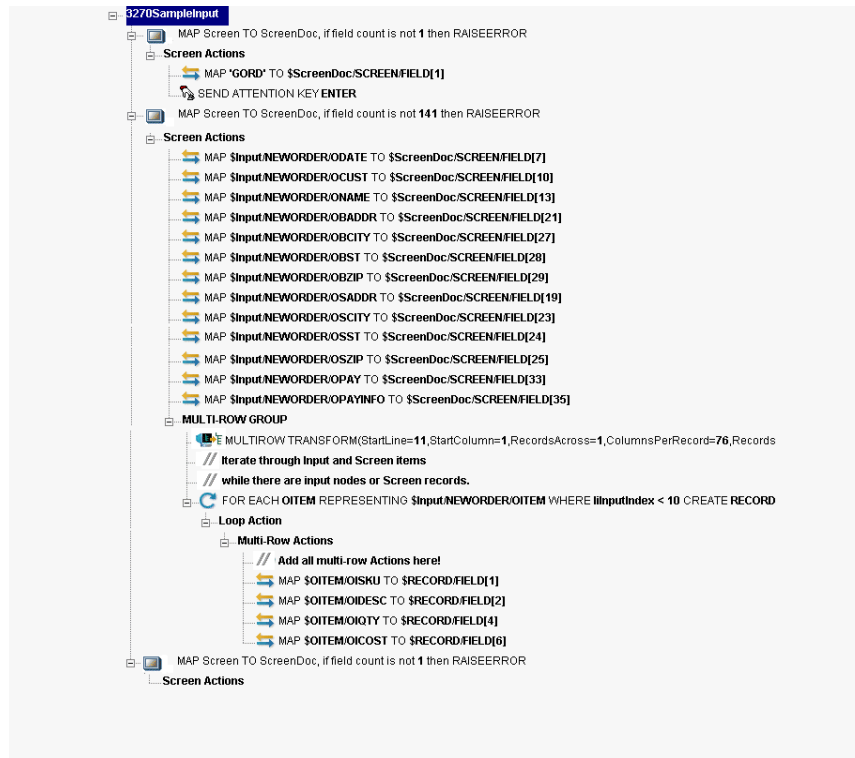 3270SampleInput
MAP Screen TO ScreenDoc, if field count is not 1 then RAISEERROR
Screen Actions
MAP "GORD" TO $ScreenDoc/SCREEN/FIELD[1]
SEND ATTENTION KEY ENTER
MAP Screen TO ScreenDoc, if field count is not 141 then RAISEERROR
Screen Actions
MAP $Input/NEWORDER/ODATE TO $ScreenDoc/SCREEN/FIELD[7]
MAP $Input/NEWORDER/OCUST TO $ScreenDoc/SCREEN/FIELD[10]
MAP $Input/NEWORDER/ONAME TO $ScreenDoc/SCREEN/FIELD[13]
MAP $Input/NEWORDER/OBADDR TO $ScreenDoc/SCREEN/FIELD[21]
MAP $Input/NEWORDER/OBCITY TO $ScreenDoc/SCREEN/FIELD[27]
MAP $Input/NEWORDER/OBST TO $ScreenDoc/SCREEN/FIELD[28]
MAP $Input/NEWORDER/OBZIP TO $ScreenDoc/SCREEN/FIELD[29]
MAP $Input/NEWORDER/OSADDR TO $ScreenDoc/SCREEN/FIELD[19]
MAP $Input/NEWORDER/OSCITY TO $ScreenDoc/SCREEN/FIELD[23]
MAP $Input/NEWORDER/OSST TO $ScreenDoc/SCREEN/FIELD[24]
MAP $Input/NEWORDER/OSZIP TO $ScreenDoc/SCREEN/FIELD[25]
MAP $Input/NEWORDER/OPAY TO $ScreenDoc/SCREEN/FIELD[33]
MAP $Input/NEWORDER/OPAYINFO TO $ScreenDoc/SCREEN/FIELD[35]
MULTI-ROW GROUP
MULTIROW TRANSFORM(StartLine=11,StartColumn=1,RecordsAcross=1,ColumnsPerRecord=76,Records
// Iterate through Input and Screen items
// while there are input nodes or Screen records.
FOR EACH OITEM REPRESENTING $Input/NEWORDER/OITEM WHERE liInputIndex < 10 CREATE RECORD
Loop Action
Multi-Row Actions
// Add all multi-row Actions here!
MAP $OITEM/OISKU TO $RECORD/FIELD[1]
MAP $OITEM/OIDESC TO $RECORD/FIELD[2]
MAP $OITEM/OIQTY TO $RECORD/FIELD[4]
MAP $OITEM/OICOST TO $RECORD/FIELD[6]
MAP Screen TO ScreenDoc, if field count is not 1 then RAISEERROR
Screen Actions